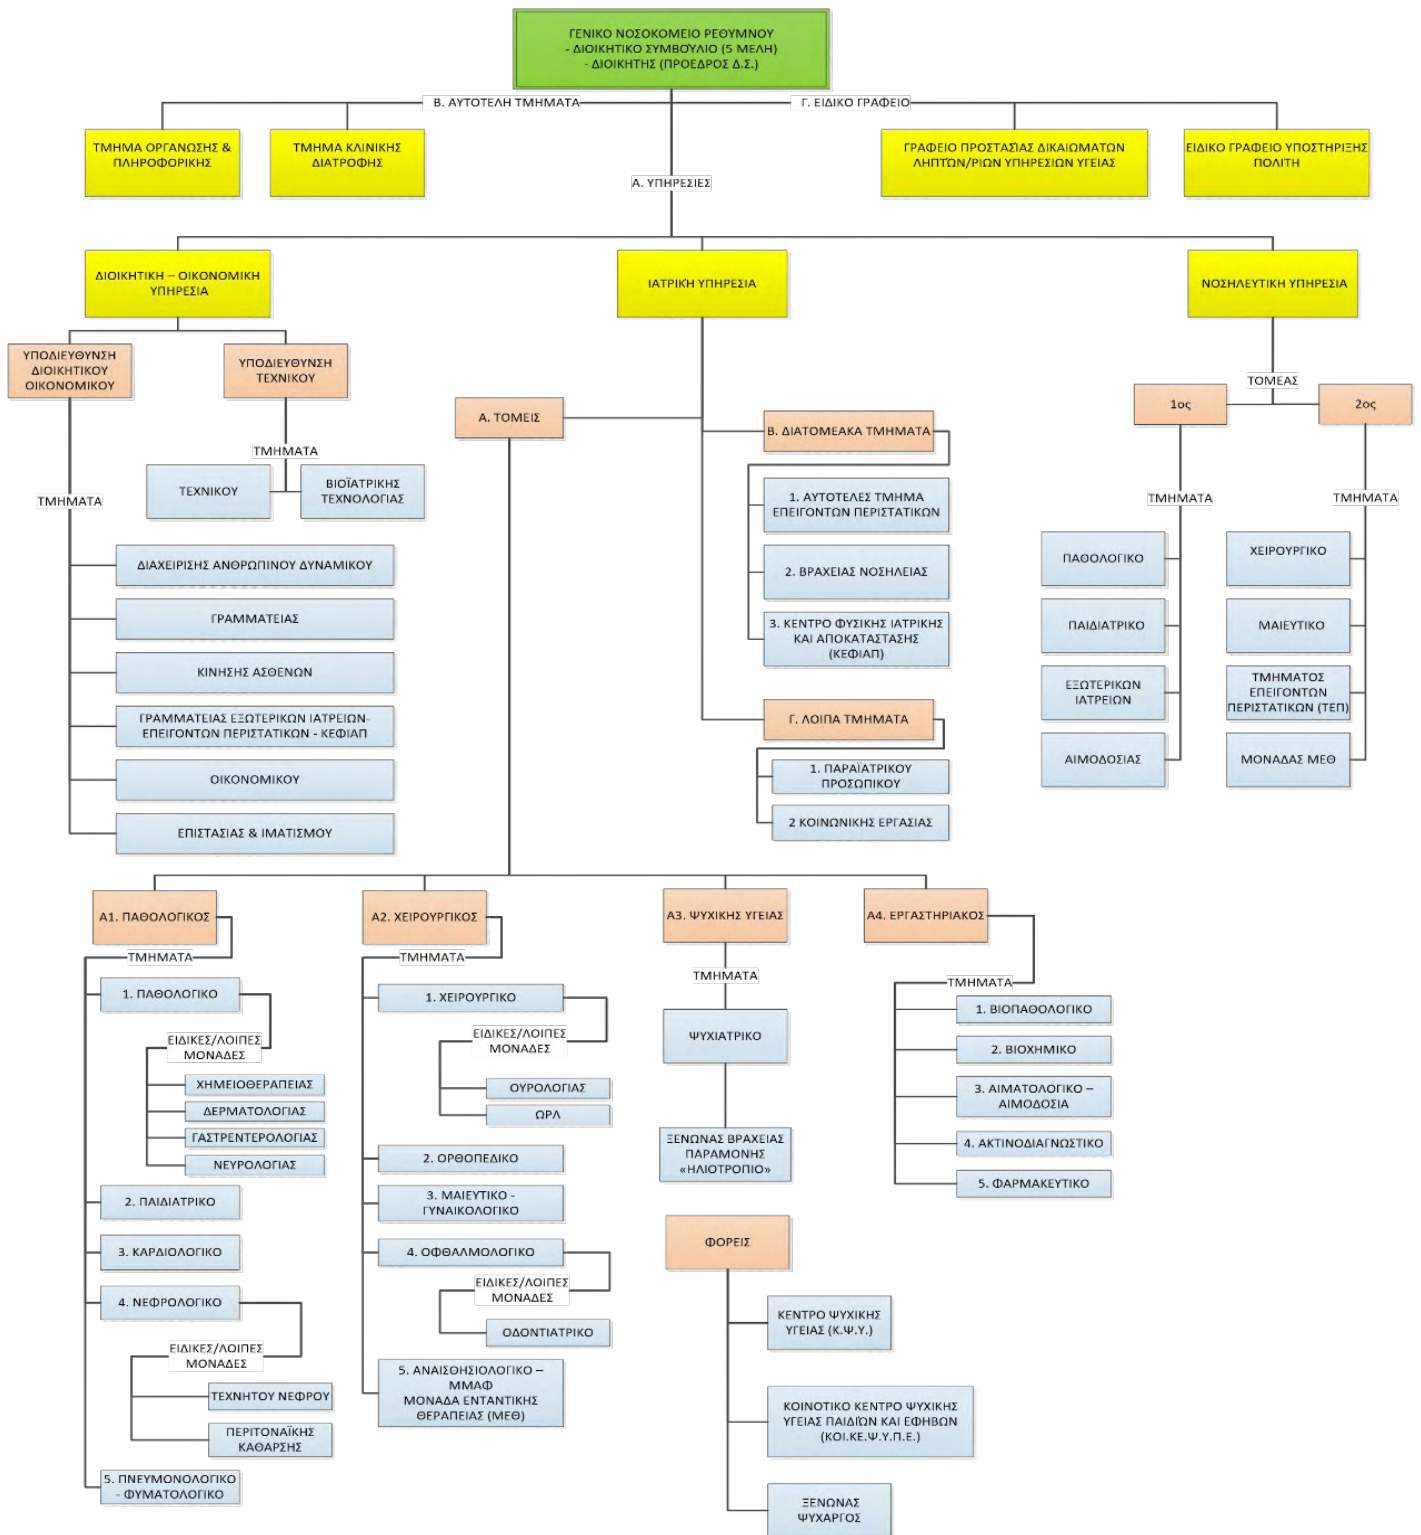 ΓΕΝΙΚΟ ΝΟΣΟΚΟΜΕΙΟ ΡΕΘΥΜΝΟΥ
- ΔΙΟΙΚΗΤΙΚΟ ΣΥΜΒΟΎΛΙΟ (5 ΜΕΛΗ)
- ΔΙΟΙΚΗΤΗΣ (ΠΡΟΕΔΡΟΣ Δ.Σ.)
Β. ΑΥΤΟΤΕΛΗ ΤΜΗΜΑΤΑ
Γ. ΕΙΔΙΚΟ ΓΡΑΦΕΙΟ
ΤΜΗΜΑ ΟΡΓΑΝΩΣΗΣ &
ΠΛΗΡΟΦΟΡΙΚΗΣ
ΤΜΗΜΑ ΚΛΙΝΙΚΗΣ
ΔΙΑΤΡΟΦΗΣ
ΓΡΑΦΕΙΟ ΠΡΟΣΤΑΣΊΑΣ ΔΙΚΑΙΩΜΑΤΩΝ
ΛΗΠΤΏΝ/ΡΙΩΝ ΥΠΗΡΕΣΙΩΝ ΥΓΕΙΑΣ
ΕΙΔΙΚΟ ΓΡΑΦΕΙΟ ΥΠΟΣΤΗΡΙΞΗΣ
ΠΟΛΙΤΗ
Α. ΥΠΗΡΕΣΙΕΣ
ΔΙΟΙΚΗΤΙΚΗ – ΟΙΚΟΝΟΜΙΚΗ
ΥΠΗΡΕΣΙΑ
ΙΑΤΡΙΚΉ ΥΠΗΡΕΣΙΑ
ΝΟΣΗΛΕΥΤΙΚΗ ΥΠΗΡΕΣΙΑ
ΥΠΟΔΙΕΥΘΥΝΣΗ
ΔΙΟΙΚΗΤΙΚΟΥ
ΟΙΚΟΝΟΜΙΚΟΥ
ΥΠΟΔΙΕΥΘΥΝΣΗ
ΤΕΧΝΙΚΟΥ
ΤΜΗΜΑΤΑ
ΤΕΧΝΙΚΟΥ
ΒΙΟΪΑΤΡΙΚΗΣ
ΤΕΧΝΟΛΟΓΙΑΣ
ΤΜΗΜΑΤΑ
ΔΙΑΧΕΙΡΙΣΗΣ ΑΝΘΡΩΠΙΝΟΥ ΔΥΝΑΜΙΚΟΥ
ΓΡΑΜΜΑΤΕΙΑΣ
ΚΙΝΗΣΗΣ ΑΣΘΕΝΩΝ
ΓΡΑΜΜΑΤΕΙΑΣ ΕΞΩΤΕΡΙΚΩΝ ΙΑΤΡΕΙΩΝ-
ΕΠΕΙΓΟΝΤΩΝ ΠΕΡΙΣΤΑΤΙΚΩΝ - ΚΕΦΙΑΠ
ΟΙΚΟΝΟΜΙΚΟΥ
ΕΠΙΣΤΑΣΙΑΣ & ΙΜΑΤΙΣΜΟΥ
Α. ΤΟΜΕΙΣ
Β. ΔΙΑΤΟΜΕΑΚΑ ΤΜΗΜΑΤΑ
1. ΑΥΤΟΤΕΛΕΣ ΤΜΗΜΑ
ΕΠΕΙΓΟΝΤΩΝ ΠΕΡΙΣΤΑΤΙΚΩΝ
2. ΒΡΑΧΕΙΑΣ ΝΟΣΗΛΕΙΑΣ
3. ΚΕΝΤΡΟ ΦΥΣΙΚΗΣ ΙΑΤΡΙΚΗΣ
ΚΑΙ ΑΠΟΚΑΤΑΣΤΑΣΗΣ
(ΚΕΦΙΑΠ)
Γ. ΛΟΙΠΑ ΤΜΗΜΑΤΑ
1. ΠΑΡΑΪΑΤΡΙΚΟΥ
ΠΡΟΣΩΠΙΚΟΥ
2 ΚΟΙΝΩΝΙΚΗΣ ΕΡΓΑΣΙΑΣ
ΤΟΜΕΑΣ
1ος
2ος
ΤΜΗΜΑΤΑ
ΤΜΗΜΑΤΑ
ΠΑΘΟΛΟΓΙΚΟ
ΧΕΙΡΟΥΡΓΙΚΟ
ΠΑΙΔΙΑΤΡΙΚΟ
ΜΑΙΕΥΤΙΚΟ
ΕΞΩΤΕΡΙΚΩΝ
ΙΑΤΡΕΙΩΝ
ΤΜΗΜΑΤΟΣ
ΕΠΕΙΓΟΝΤΩΝ
ΠΕΡΙΣΤΑΤΙΚΩΝ (ΤΕΠ)
ΑΙΜΟΔΟΣΙΑΣ
ΜΟΝΑΔΑΣ ΜΕΘ
Α1. ΠΑΘΟΛΟΓΙΚΟΣ
ΤΜΗΜΑΤΑ
1. ΠΑΘΟΛΟΓΙΚΟ
ΕΙΔΙΚΕΣ/ΛΟΙΠΕΣ
ΜΟΝΑΔΕΣ
ΧΗΜΕΙΟΘΕΡΑΠΕΙΑΣ
ΔΕΡΜΑΤΟΛΟΓΙΑΣ
ΓΑΣΤΡΕΝΤΕΡΟΛΟΓΙΑΣ
ΝΕΥΡΟΛΟΓΙΑΣ
2. ΠΑΙΔΙΑΤΡΙΚΟ
3. ΚΑΡΔΙΟΛΟΓΙΚΟ
4. ΝΕΦΡΟΛΟΓΙΚΟ
ΕΙΔΙΚΕΣ/ΛΟΙΠΕΣ
ΜΟΝΑΔΕΣ
ΤΕΧΝΗΤΟΥ ΝΕΦΡΟΥ
ΠΕΡΙΤΟΝΑΪΚΗΣ
ΚΑΘΑΡΣΗΣ
5. ΠΝΕΥΜΟΝΟΛΟΓΙΚΟ
- ΦΥΜΑΤΟΛΟΓΙΚΟ
Α2. ΧΕΙΡΟΥΡΓΙΚΟΣ
ΤΜΗΜΑΤΑ
1. ΧΕΙΡΟΥΡΓΙΚΟ
ΕΙΔΙΚΕΣ/ΛΟΙΠΕΣ
ΜΟΝΑΔΕΣ
ΟΥΡΟΛΟΓΙΑΣ
ΩΡΛ
2. ΟΡΘΟΠΕΔΙΚΟ
3. ΜΑΙΕΥΤΙΚΟ -
ΓΥΝΑΙΚΟΛΟΓΙΚΟ
4. ΟΦΘΑΛΜΟΛΟΓΙΚΟ
ΕΙΔΙΚΕΣ/ΛΟΙΠΕΣ
ΜΟΝΑΔΕΣ
ΟΔΟΝΤΙΑΤΡΙΚΟ
5. ΑΝΑΙΣΘΗΣΙΟΛΟΓΙΚΟ –
ΜΜΑΦ
ΜΟΝΑΔΑ ΕΝΤΑΝΤΙΚΗΣ
ΘΕΡΑΠΕΙΑΣ (ΜΕΘ)
Α3. ΨΥΧΙΚΗΣ ΥΓΕΙΑΣ
ΤΜΗΜΑΤΑ
ΨΥΧΙΑΤΡΙΚΟ
ΞΕΝΩΝΑΣ ΒΡΑΧΕΙΑΣ
ΠΑΡΑΜΟΝΗΣ
«ΗΛΙΟΤΡΟΠΙΟ»
ΦΟΡΕΙΣ
ΚΕΝΤΡΟ ΨΥΧΙΚΗΣ
ΥΓΕΙΑΣ (Κ.Ψ.Υ.)
ΚΟΙΝΟΤΙΚΟ ΚΕΝΤΡΟ ΨΥΧΙΚΗΣ
ΥΓΕΙΑΣ ΠΑΙΔΙΏΝ ΚΑΙ ΕΦΗΒΩΝ
(ΚΟΙ.ΚΕ.Ψ.Υ.Π.Ε.)
ΞΕΝΩΝΑΣ
ΨΥΧΑΡΓΟΣ
Α4. ΕΡΓΑΣΤΗΡΙΑΚΟΣ
ΤΜΗΜΑΤΑ
1. ΒΙΟΠΑΘΟΛΟΓΙΚΟ
2. ΒΙΟΧΗΜΙΚΟ
3. ΑΙΜΑΤΟΛΟΓΙΚΟ –
ΑΙΜΟΔΟΣΙΑ
4. ΑΚΤΙΝΟΔΙΑΓΝΩΣΤΙΚΟ
5. ΦΑΡΜΑΚΕΥΤΙΚΟ